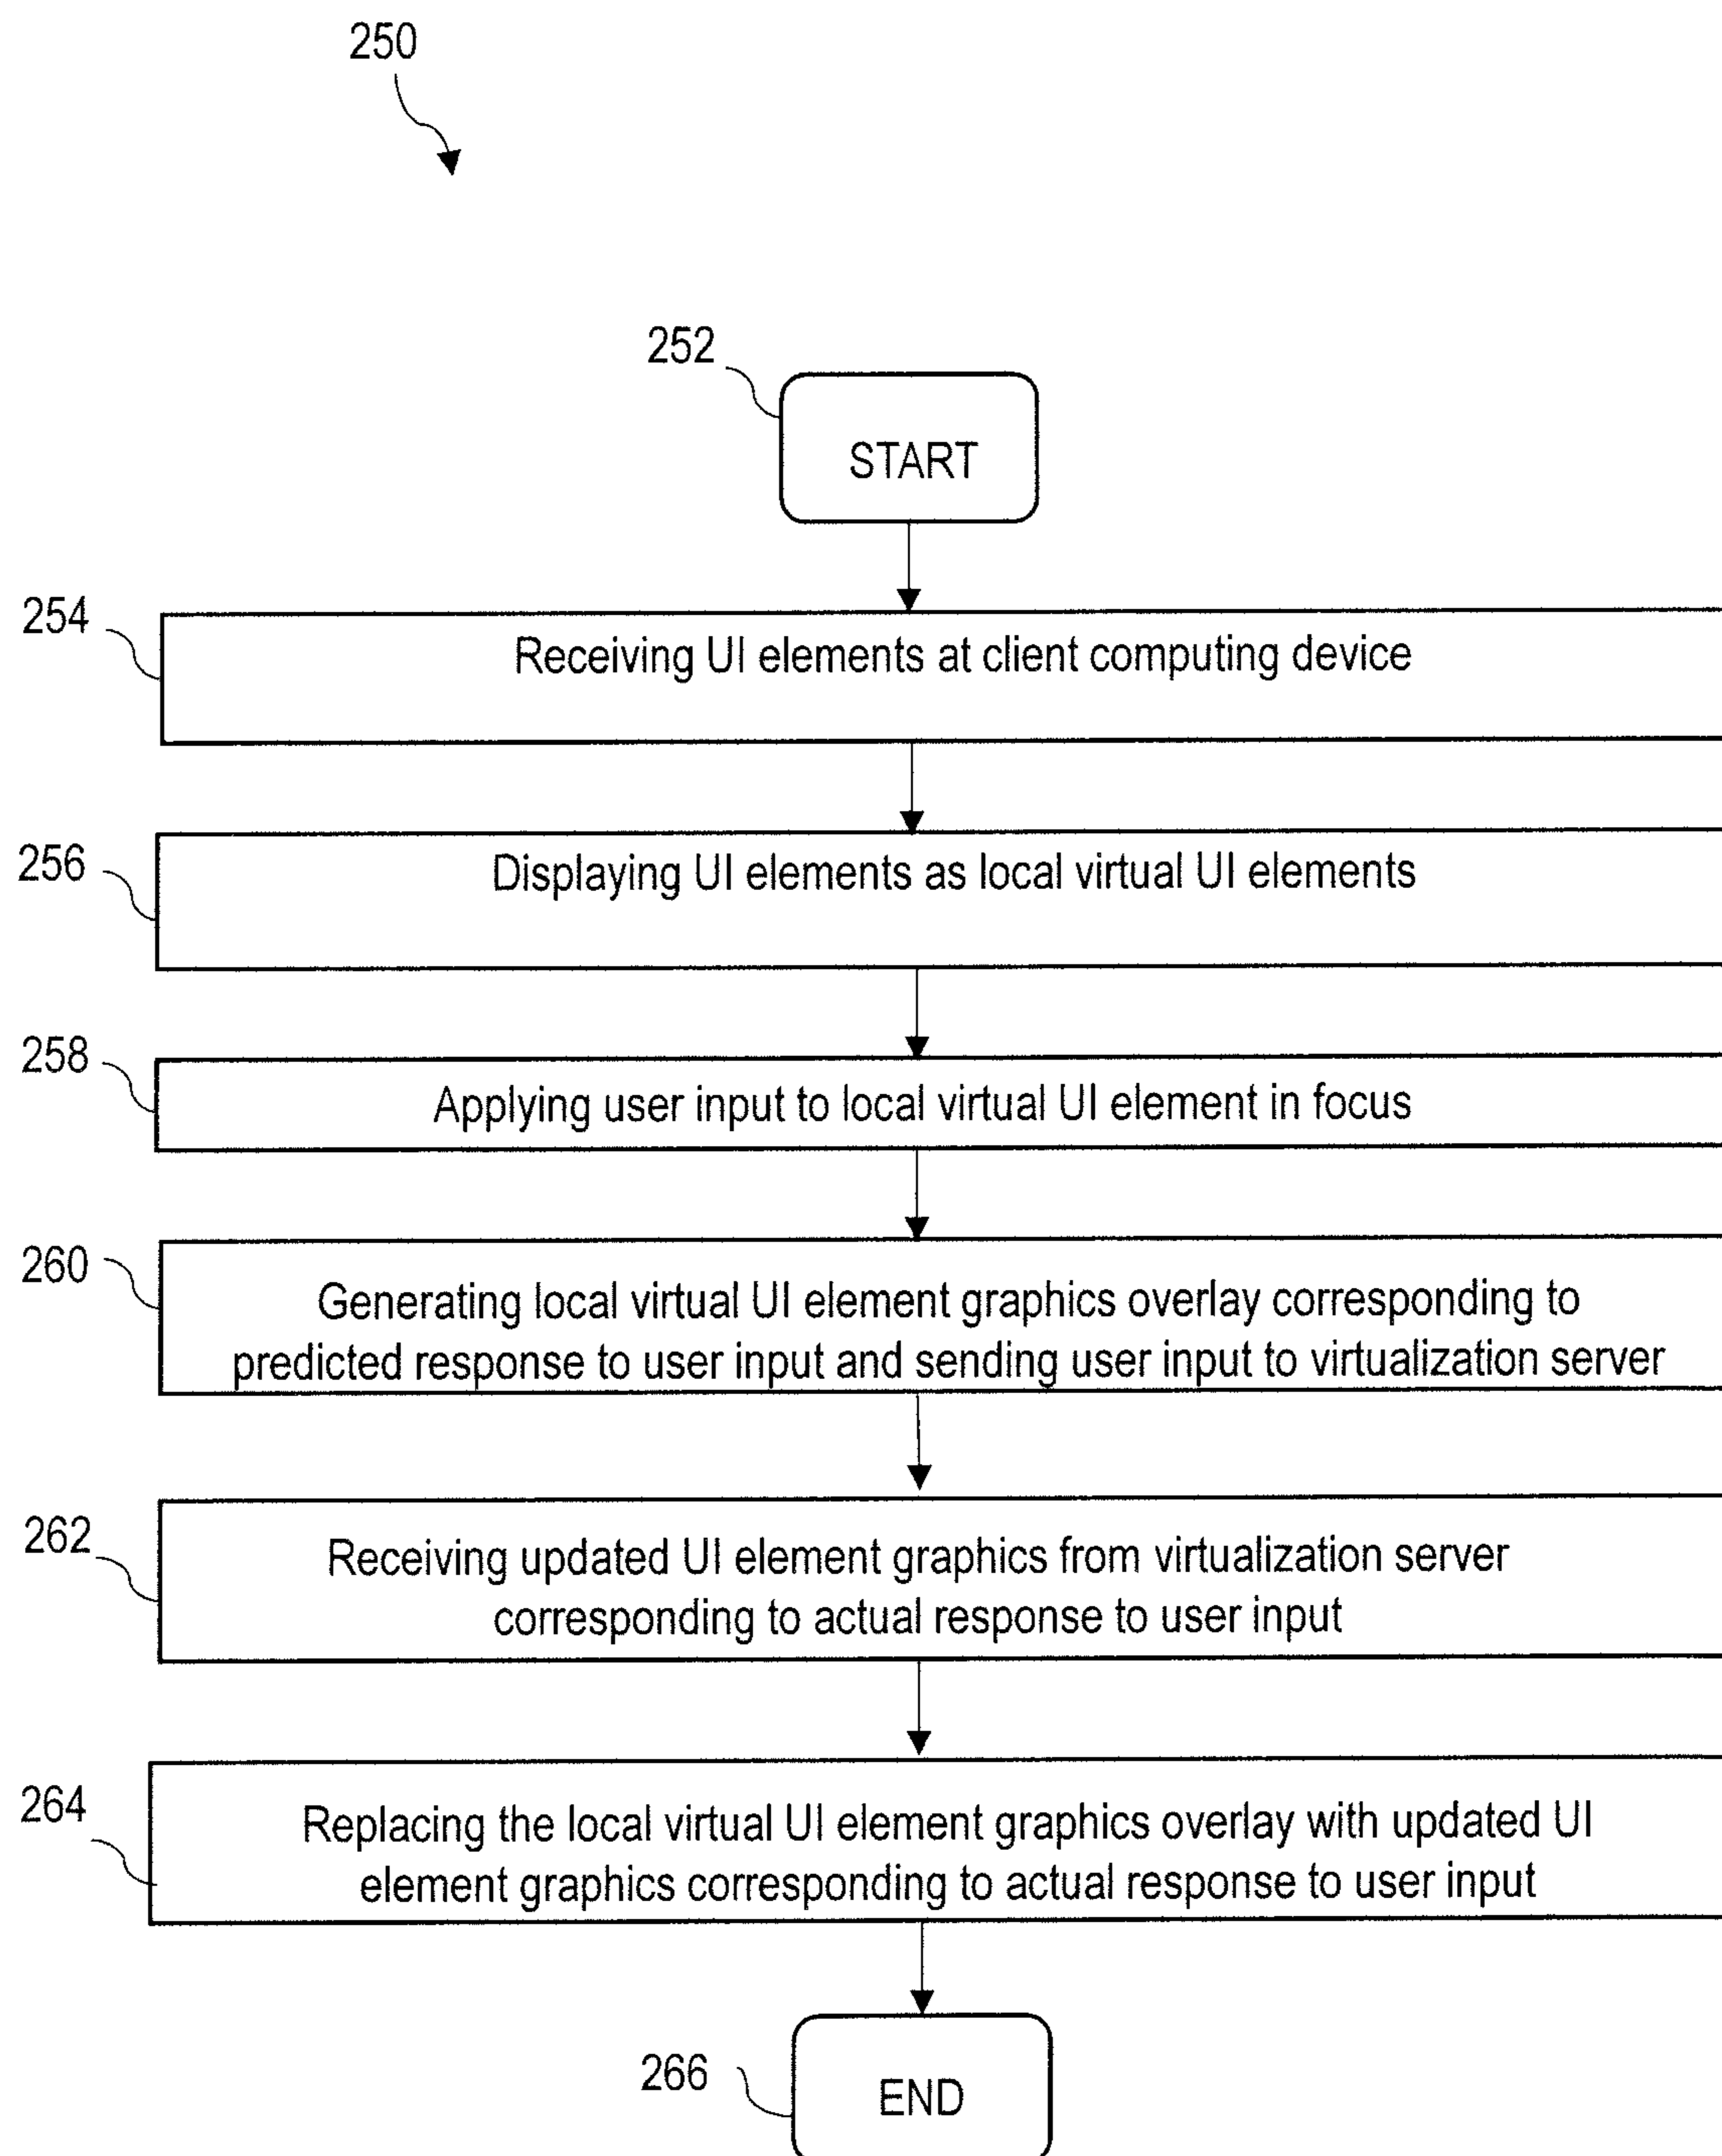 250
252
START
254
Receiving UI elements at client computing device
256
Displaying UI elements as local virtual UI elements
258
Applying user input to local virtual UI element in focus
260
Generating local virtual UI element graphics overlay corresponding to
predicted response to user input and sending user input to virtualization server
262
Receiving updated UI element graphics from virtualization server
corresponding to actual response to user input
264
Replacing the local virtual UI element graphics overlay with updated UI
element graphics corresponding to actual response to user input
266
END